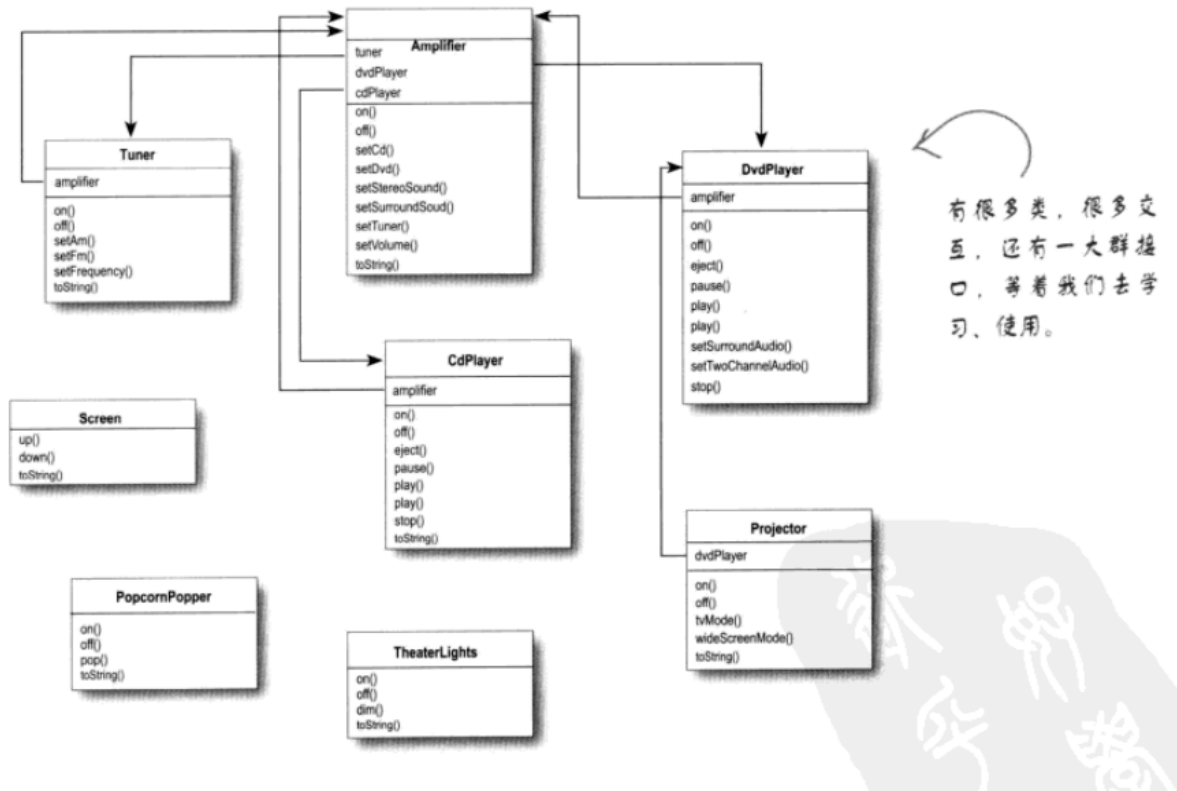 Amplifier
tuner
dvdPlayer
cdPlayer
on()
off()
setCd()
setDvd()
setStereoSound()
setSurroundSoud()
setTuner()
setVolume()
toString()
Tuner
amplifier
on()
off()
setAm()
setFm()
setFrequency()
toString()
DvdPlayer
amplifier
on()
off()
eject()
pause()
play()
play()
setSurroundAudio()
setTwoChannelAudio()
stop()
有很多类，很多交
互，还有一大群接
口，等着我们去学
习、使用。
CdPlayer
amplifier
on()
off()
eject()
pause()
play()
play()
stop()
toString()
Screen
up()
down()
toString()
Projector
dvdPlayer
on()
off()
tvMode()
wideScreenMode()
toString()
PopcornPopper
on()
off()
pop()
toString()
TheaterLights
on()
off()
dim()
toString()